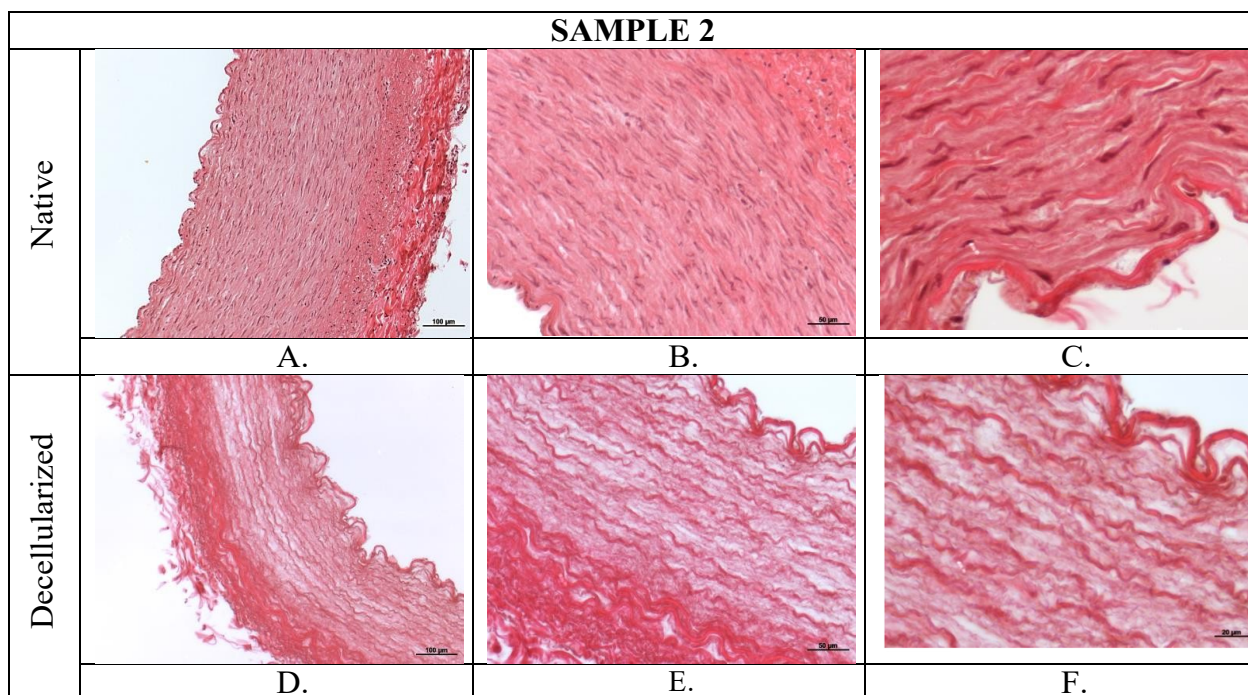 SAMPLE 2
Native
100 µm
50 µm
A.
B.
C.
Decellularized
100 µm
50 µm
20 µm
D.
E.
F.